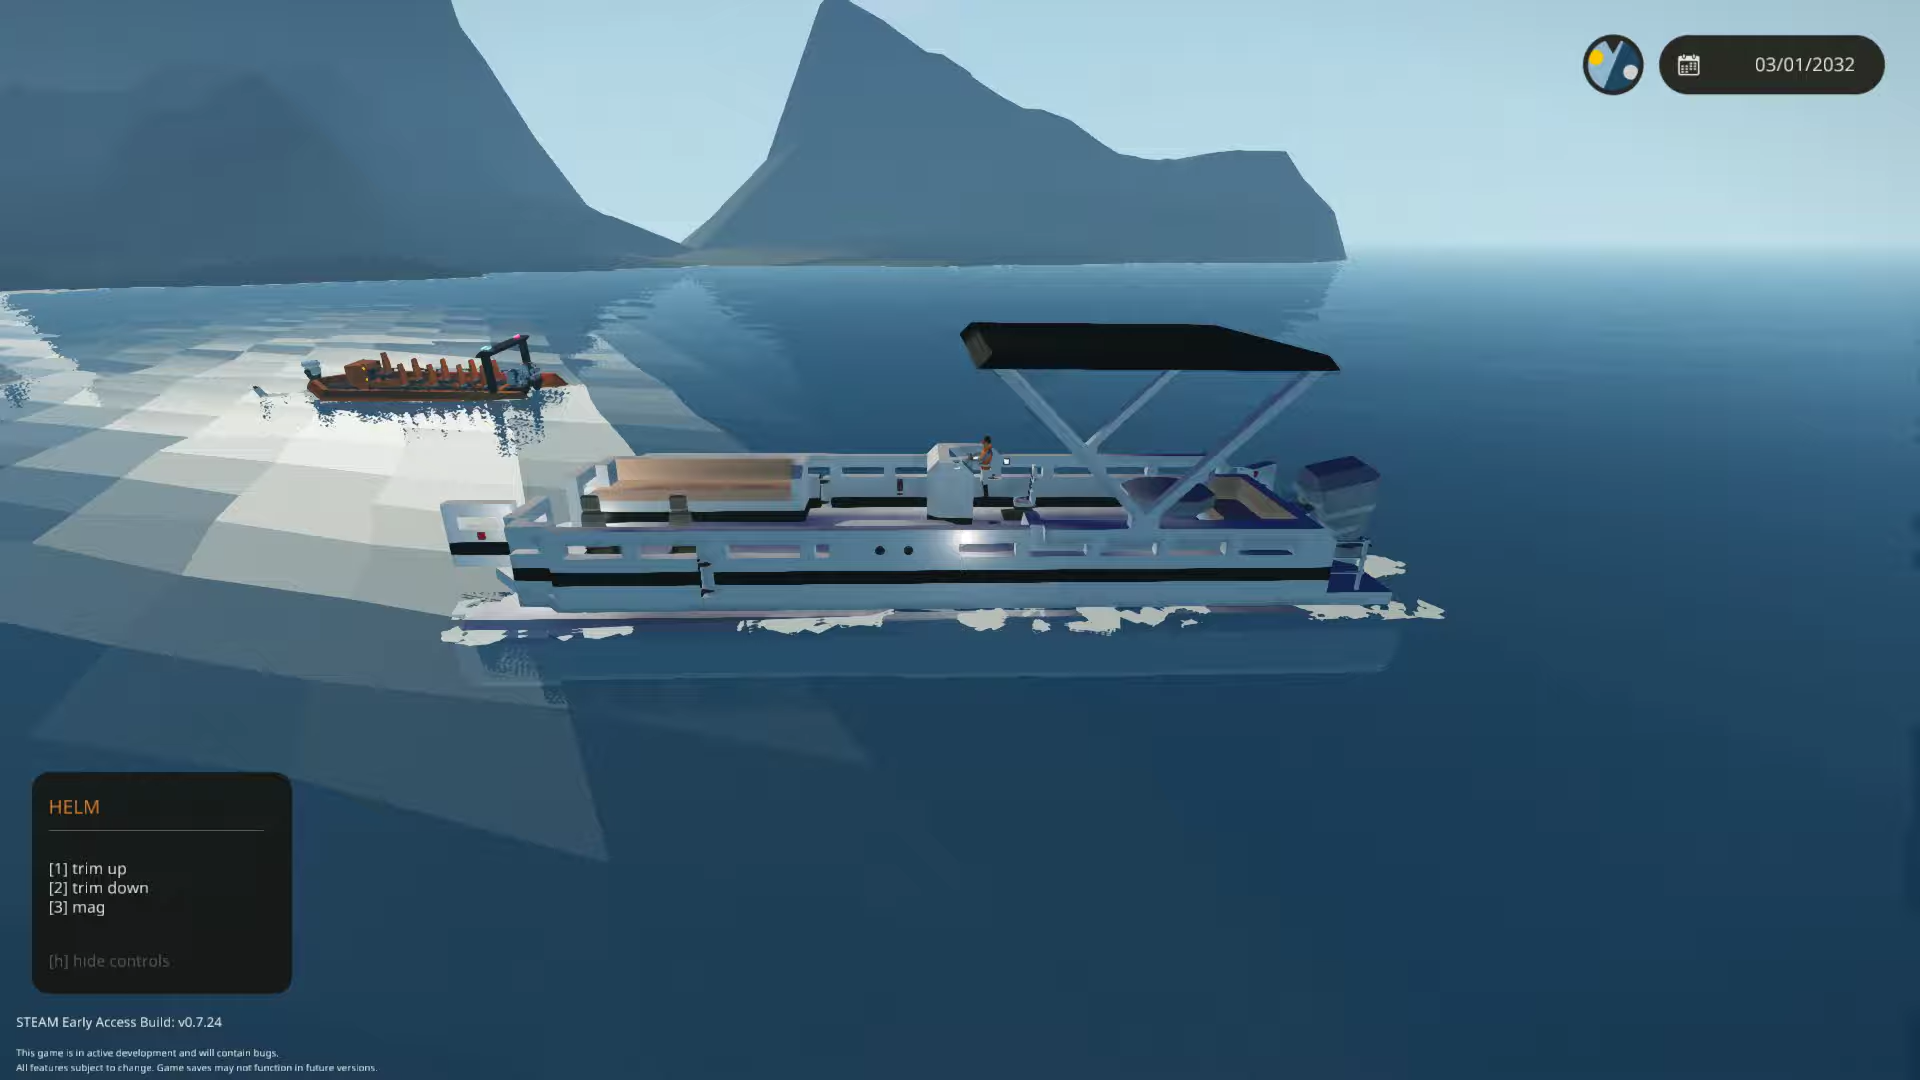 03/01/2032
HELM
[1] trim up
[2] trim down
[3] mag
[h] hide controls
STEAM Early Access Build: v0.7.24
This game is in active development and will contain bugs.
All features subject to change. Game saves may not function in future versions.